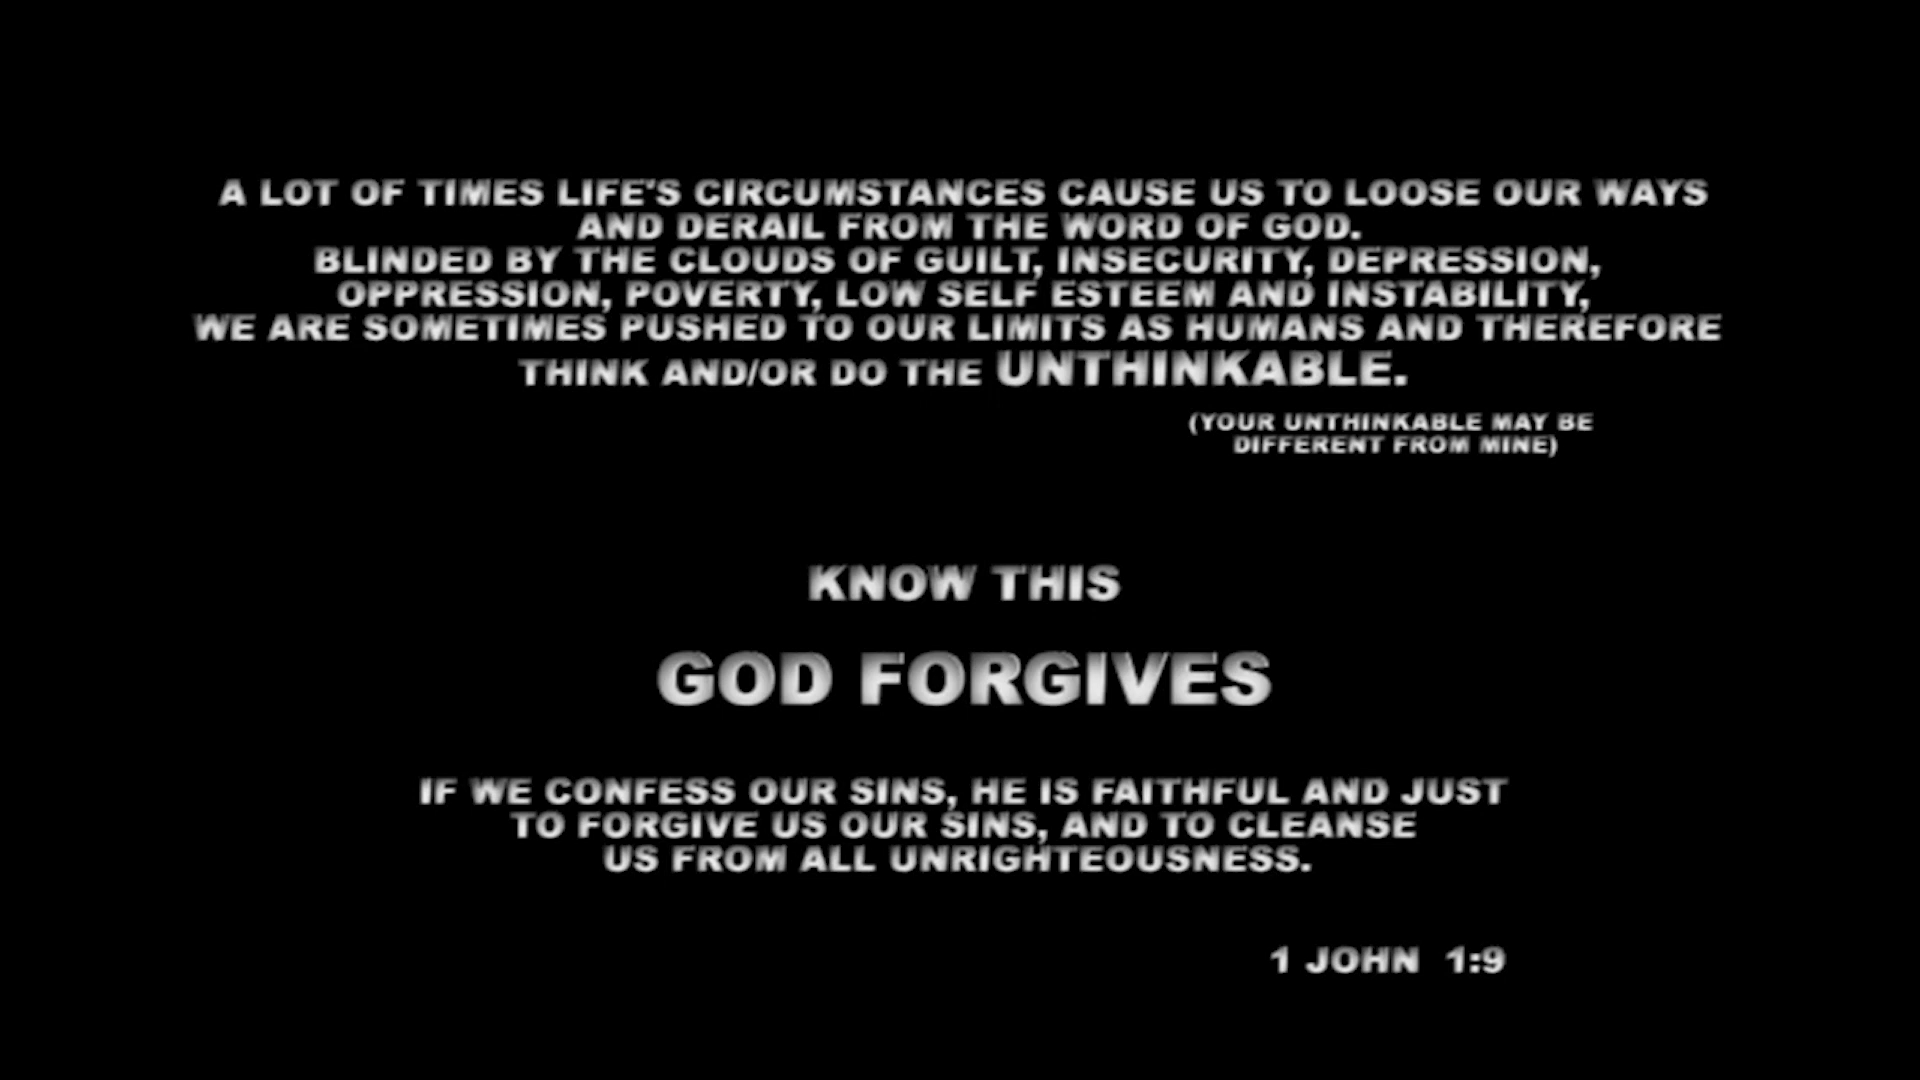 A LOT OF TIMES LIFE'S CIRCUMSTANCES CAUSE US TO LOOSE OUR WAYS
AND DERAIL FROM THE WORD OF GOD.
BLINDED BY THE CLOUDS OF GUILT, INSECURITY, DEPRESSION,
OPPRESSION, POVERTY, LOW SELF ESTEEM AND INSTABILITY,
WE ARE SOMETIMES PUSHED TO OUR LIMITS AS HUMANS AND THEREFORE
THINK AND/OR DO THE UNTHINKABLE.
(YOUR UNTHINKABLE MAY BE
DIFFERENT FROM MINE)
KNOW THIS
GOD FORGIVES
IF WE CONFESS OUR SINS, HE IS FAITHFUL AND JUST
TO FORGIVE US OUR SINS, AND TO CLEANSE
US FROM ALL UNRIGHTEOUSNESS.
1 JOHN 1:9